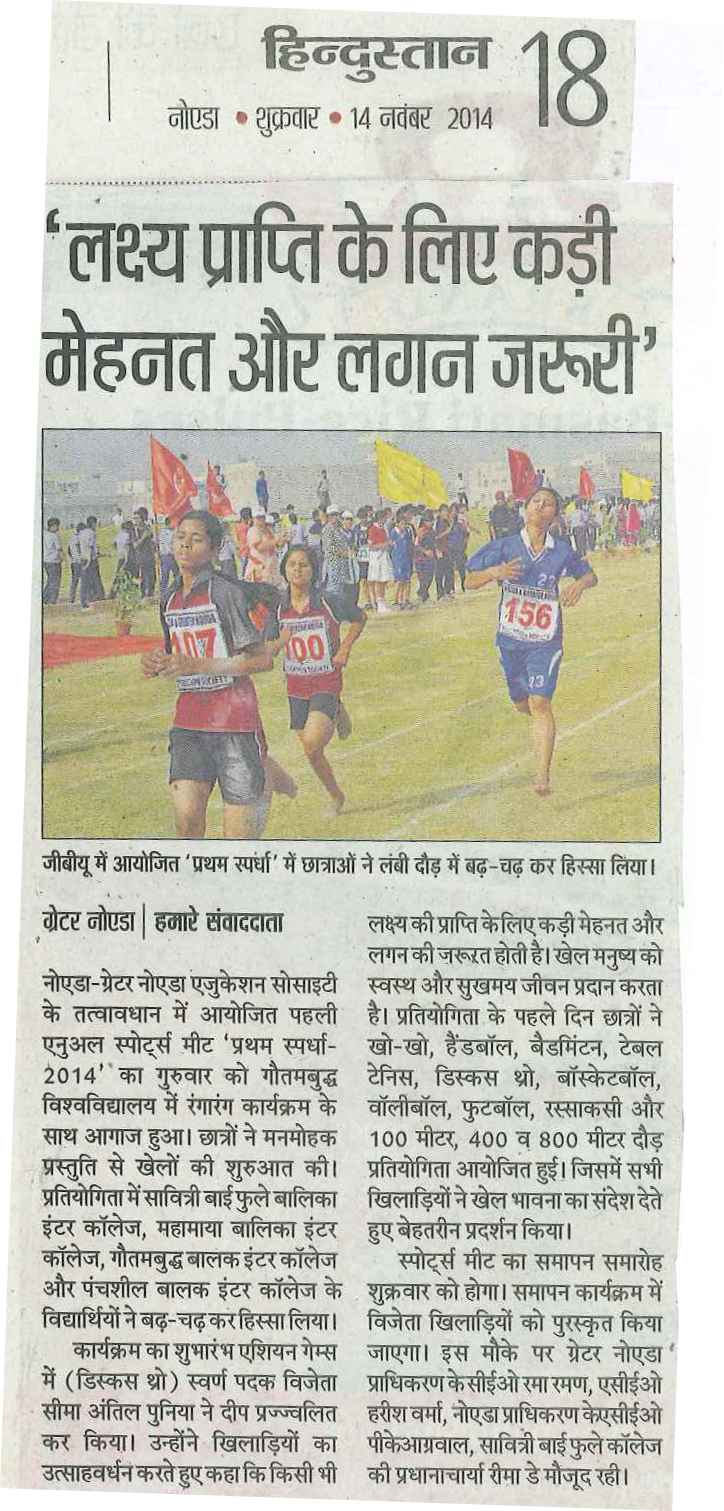 हिन्दुस्तान 18
नोएडा • शुक्रवार • 14 नवंबर 2014
‘लक्ष्य प्राप्ति के लिए कड़ी
मेहनत और लगन जरूरी’
107
00
23
156
13
जीबीयू में आयोजित ‘प्रथम स्पर्धा’ में छात्राओं ने लंबी दौड़ में बढ़-चढ़ कर हिस्सा लिया।
ग्रेटर नोएडा | हमारे संवाददाता
नोएडा-ग्रेटर नोएडा एजुकेशन सोसाइटी
के तत्वावधान में आयोजित पहली
एनुअल स्पोर्ट्स मीट ‘प्रथम स्पर्धा-
2014’ का गुरुवार को गौतमबुद्ध
विश्वविद्यालय में रंगारंग कार्यक्रम के
साथ आगाज हुआ। छात्रों ने मनमोहक
प्रस्तुति से खेलों की शुरुआत की।
प्रतियोगिता में सावित्री बाई फुले बालिका
इंटर कॉलेज, महामाया बालिका इंटर
कॉलेज, गौतमबुद्ध बालक इंटर कॉलेज
और पंचशील बालक इंटर कॉलेज के
विद्यार्थियों ने बढ़-चढ़ कर हिस्सा लिया।
कार्यक्रम का शुभारंभ एशियन गेम्स
में (डिस्कस थ्रो) स्वर्ण पदक विजेता
सीमा अंतिल पुनिया ने दीप प्रज्ज्वलित
कर किया। उन्होंने खिलाड़ियों का
उत्साहवर्धन करते हुए कहा कि किसी भी
लक्ष्य की प्राप्ति के लिए कड़ी मेहनत और
लगन की जरूरत होती है। खेल मनुष्य को
स्वस्थ और सुखमय जीवन प्रदान करता
है। प्रतियोगिता के पहले दिन छात्रों ने
खो-खो, हैंडबॉल, बैडमिंटन, टेबल
टेनिस, डिस्कस थ्रो, बॉस्केटबॉल,
वॉलीबॉल, फुटबॉल, रस्साकसी और
100 मीटर, 400 व 800 मीटर दौड़
प्रतियोगिता आयोजित हुई। जिसमें सभी
खिलाड़ियों ने खेल भावना का संदेश देते
हुए बेहतरीन प्रदर्शन किया।
स्पोर्ट्स मीट का समापन समारोह
शुक्रवार को होगा। समापन कार्यक्रम में
विजेता खिलाड़ियों को पुरस्कृत किया
जाएगा। इस मौके पर ग्रेटर नोएडा
प्राधिकरण के सीईओ रमा रमण, एसीईओ
हरीश वर्मा, नोएडा प्राधिकरण के एसीईओ
पीके आग्रवाल, सावित्री बाई फुले कॉलेज
की प्रधानाचार्या रीमा डे मौजूद रही।